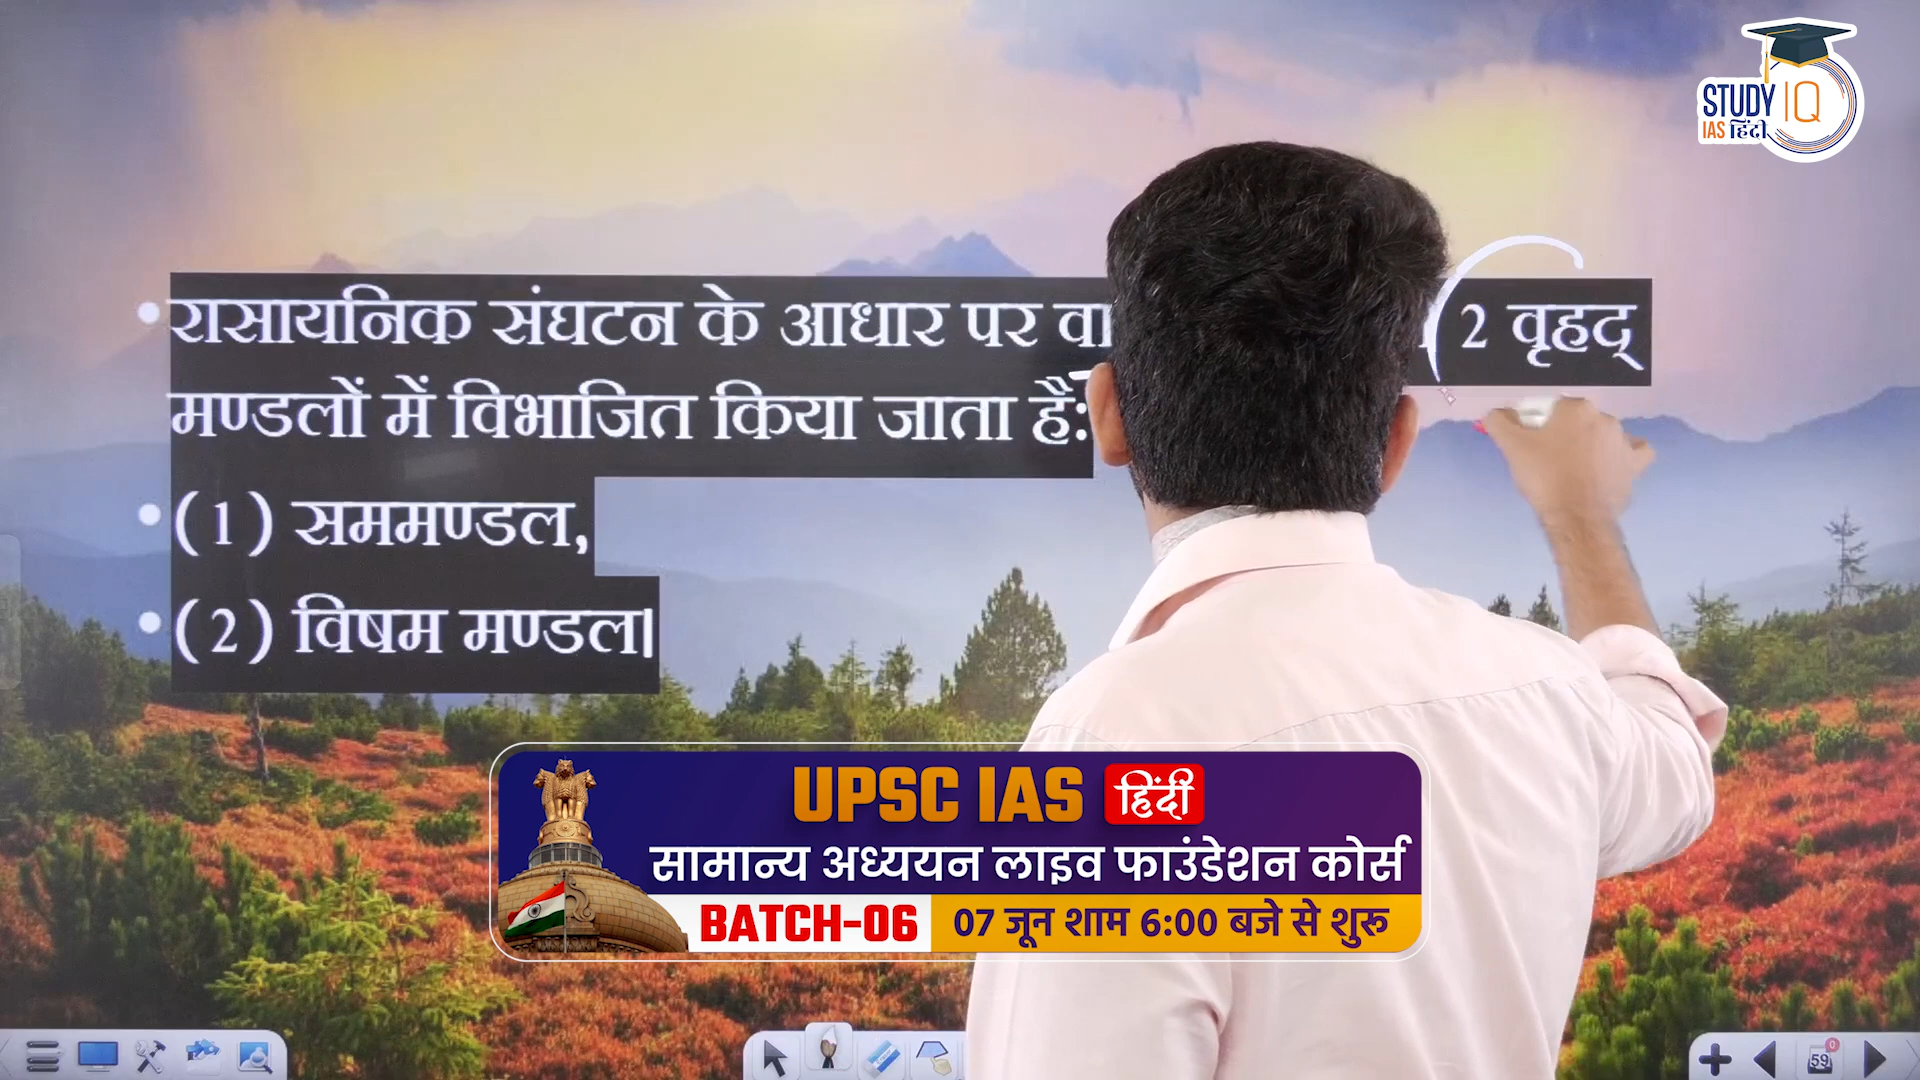 STUDY IQ
IAS हिंदी
• रासायनिक संघटन के आधार पर 2 वृहद्
मण्डलों में विभाजित किया जाता है:
• (1) सममण्डल,
• (2) विषम मण्डल।
UPSC IAS हिंदी
सामान्य अध्ययन लाइव फाउंडेशन कोर्स
BATCH-06 07 जून शाम 6:00 बजे से शुरू
59
0